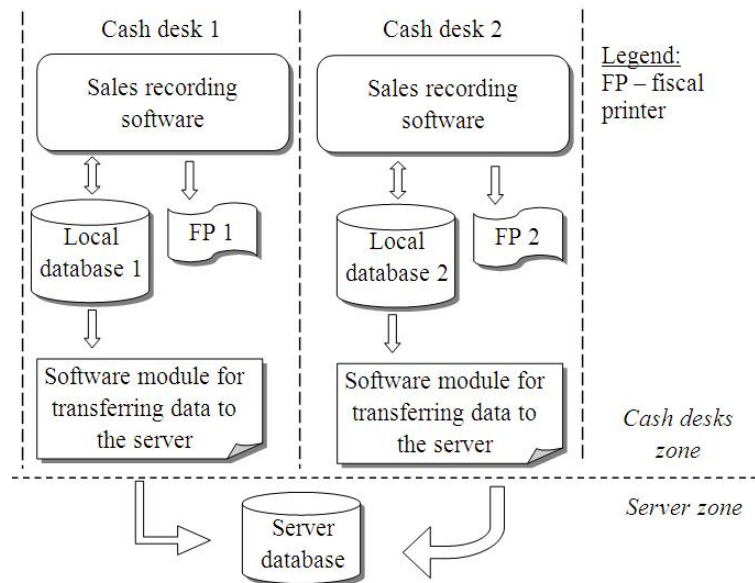 Cash desk 1
Sales recording
software
Local
database 1
FP 1
Software module for
transferring data to
the server
Cash desk 2
Sales recording
software
Local
database 2
FP 2
Software module for
transferring data to
the server
Legend:
FP – fiscal
printer
Cash desks
zone
Server zone
Server
database